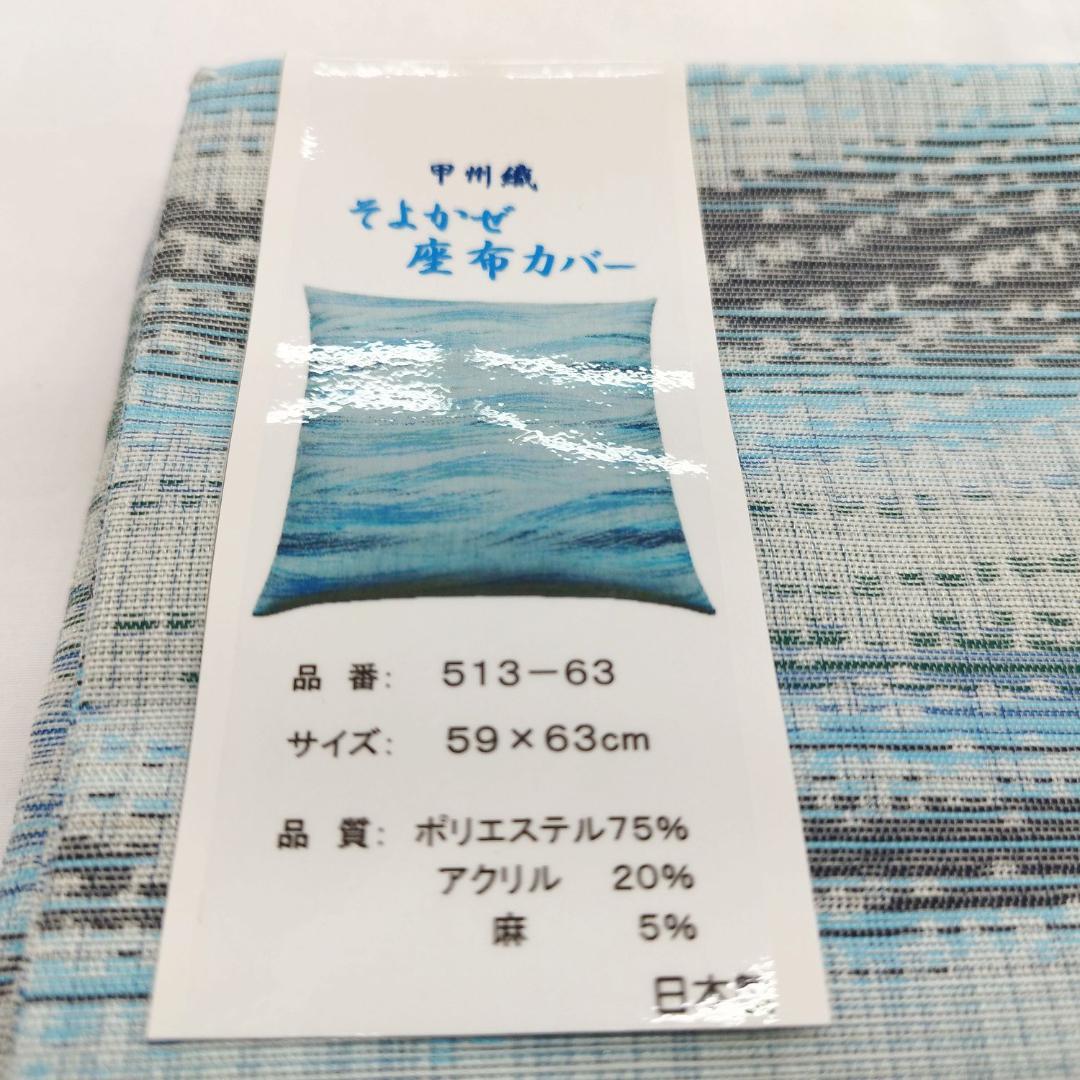 甲州織
そよかぜ
座布カバー
品番: 513-63
サイズ: 59×63cm
品質: ポリエステル75%
アクリル 20%
麻 5%
日本